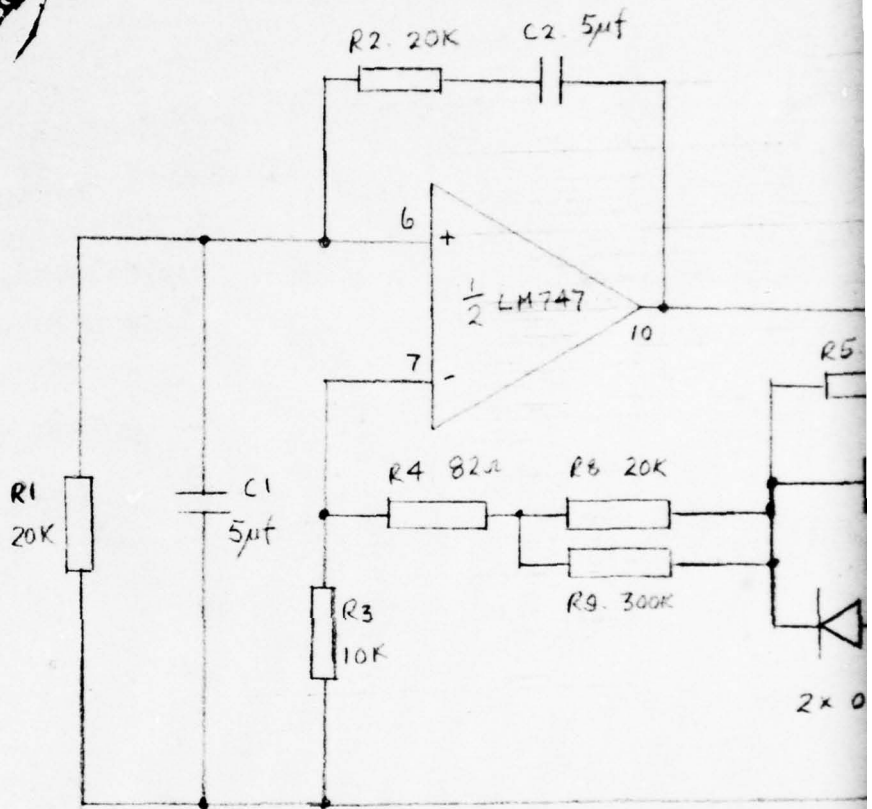 R2. 20K
C2. 5µf
6
+
½ LM747
10
7
-
R5.
R4 82Ω
R8 20K
R1
20K
C1
5µf
R9. 300K
R3
10K
2x O